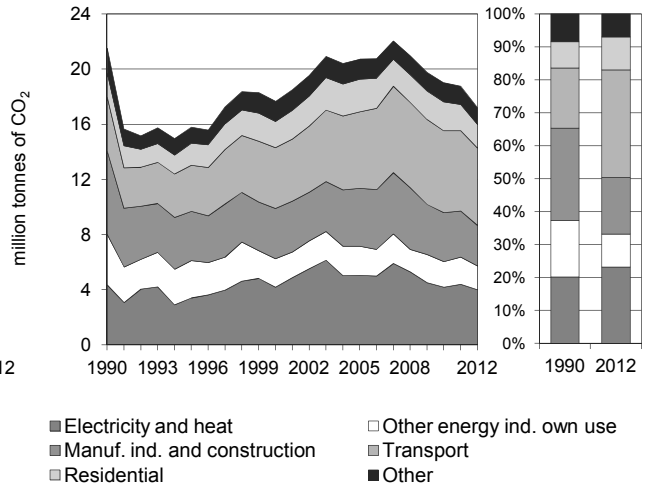 million tonnes of CO2
24
20
16
12
8
4
0
1990 1993 1996 1999 2002 2005 2008 2012
12
100%
90%
80%
70%
60%
50%
40%
30%
20%
10%
0%
1990 2012
Electricity and heat
Other energy ind. own use
Manuf. ind. and construction
Transport
Residential
Other